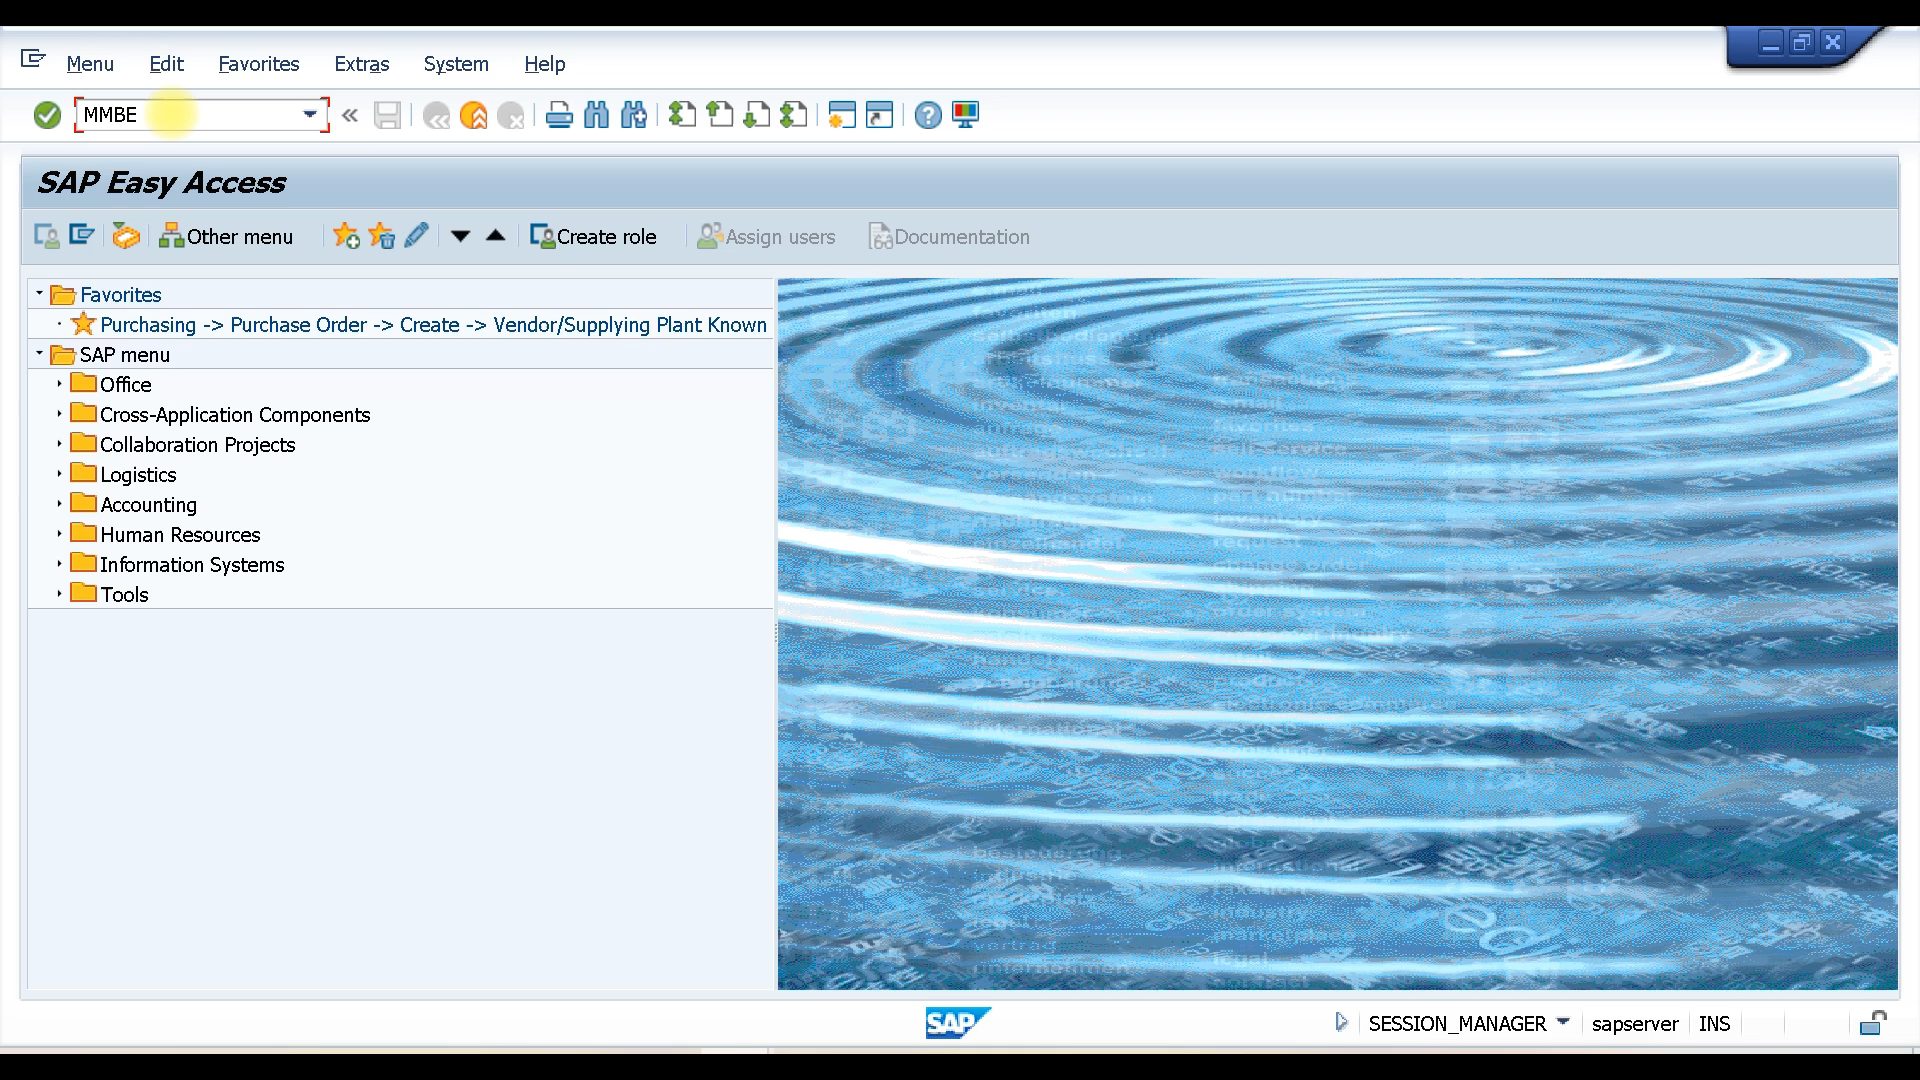 Menu Edit Favorites Extras System Help
MMBE
SAP Easy Access
Other menu Create role Assign users Documentation
Favorites
Purchasing -> Purchase Order -> Create -> Vendor/Supplying Plant Known
SAP menu
Office
Cross-Application Components
Collaboration Projects
Logistics
Accounting
Human Resources
Information Systems
Tools
SAP SESSION_MANAGER sapserver INS